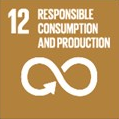 12 RESPONSIBLE
CONSUMPTION
AND PRODUCTION